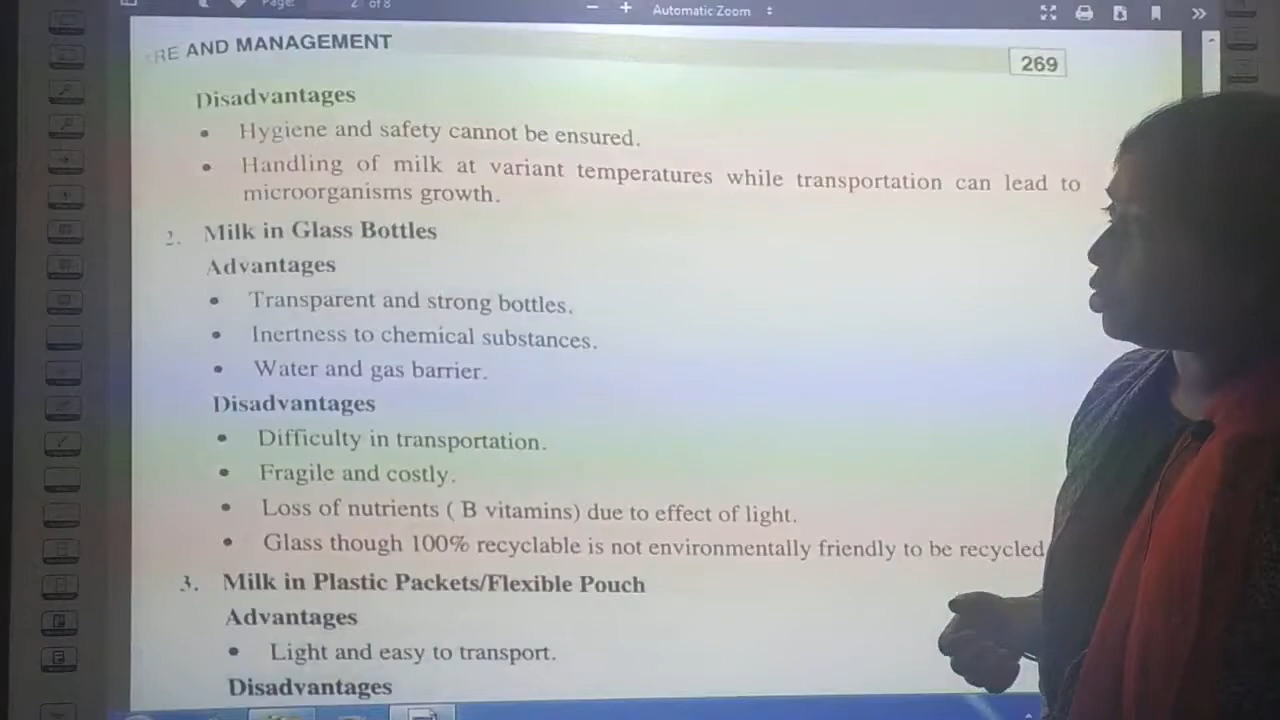 Page:
2 of 8
Automatic Zoom
RE AND MANAGEMENT
269
Disadvantages
• Hygiene and safety cannot be ensured.
• Handling of milk at variant temperatures while transportation can lead to
microorganisms growth.
2. Milk in Glass Bottles
Advantages
• Transparent and strong bottles.
• Inertness to chemical substances.
• Water and gas barrier.
Disadvantages
• Difficulty in transportation.
• Fragile and costly.
• Loss of nutrients ( B vitamins) due to effect of light.
• Glass though 100% recyclable is not environmentally friendly to be recycled
3. Milk in Plastic Packets/Flexible Pouch
Advantages
• Light and easy to transport.
Disadvantages